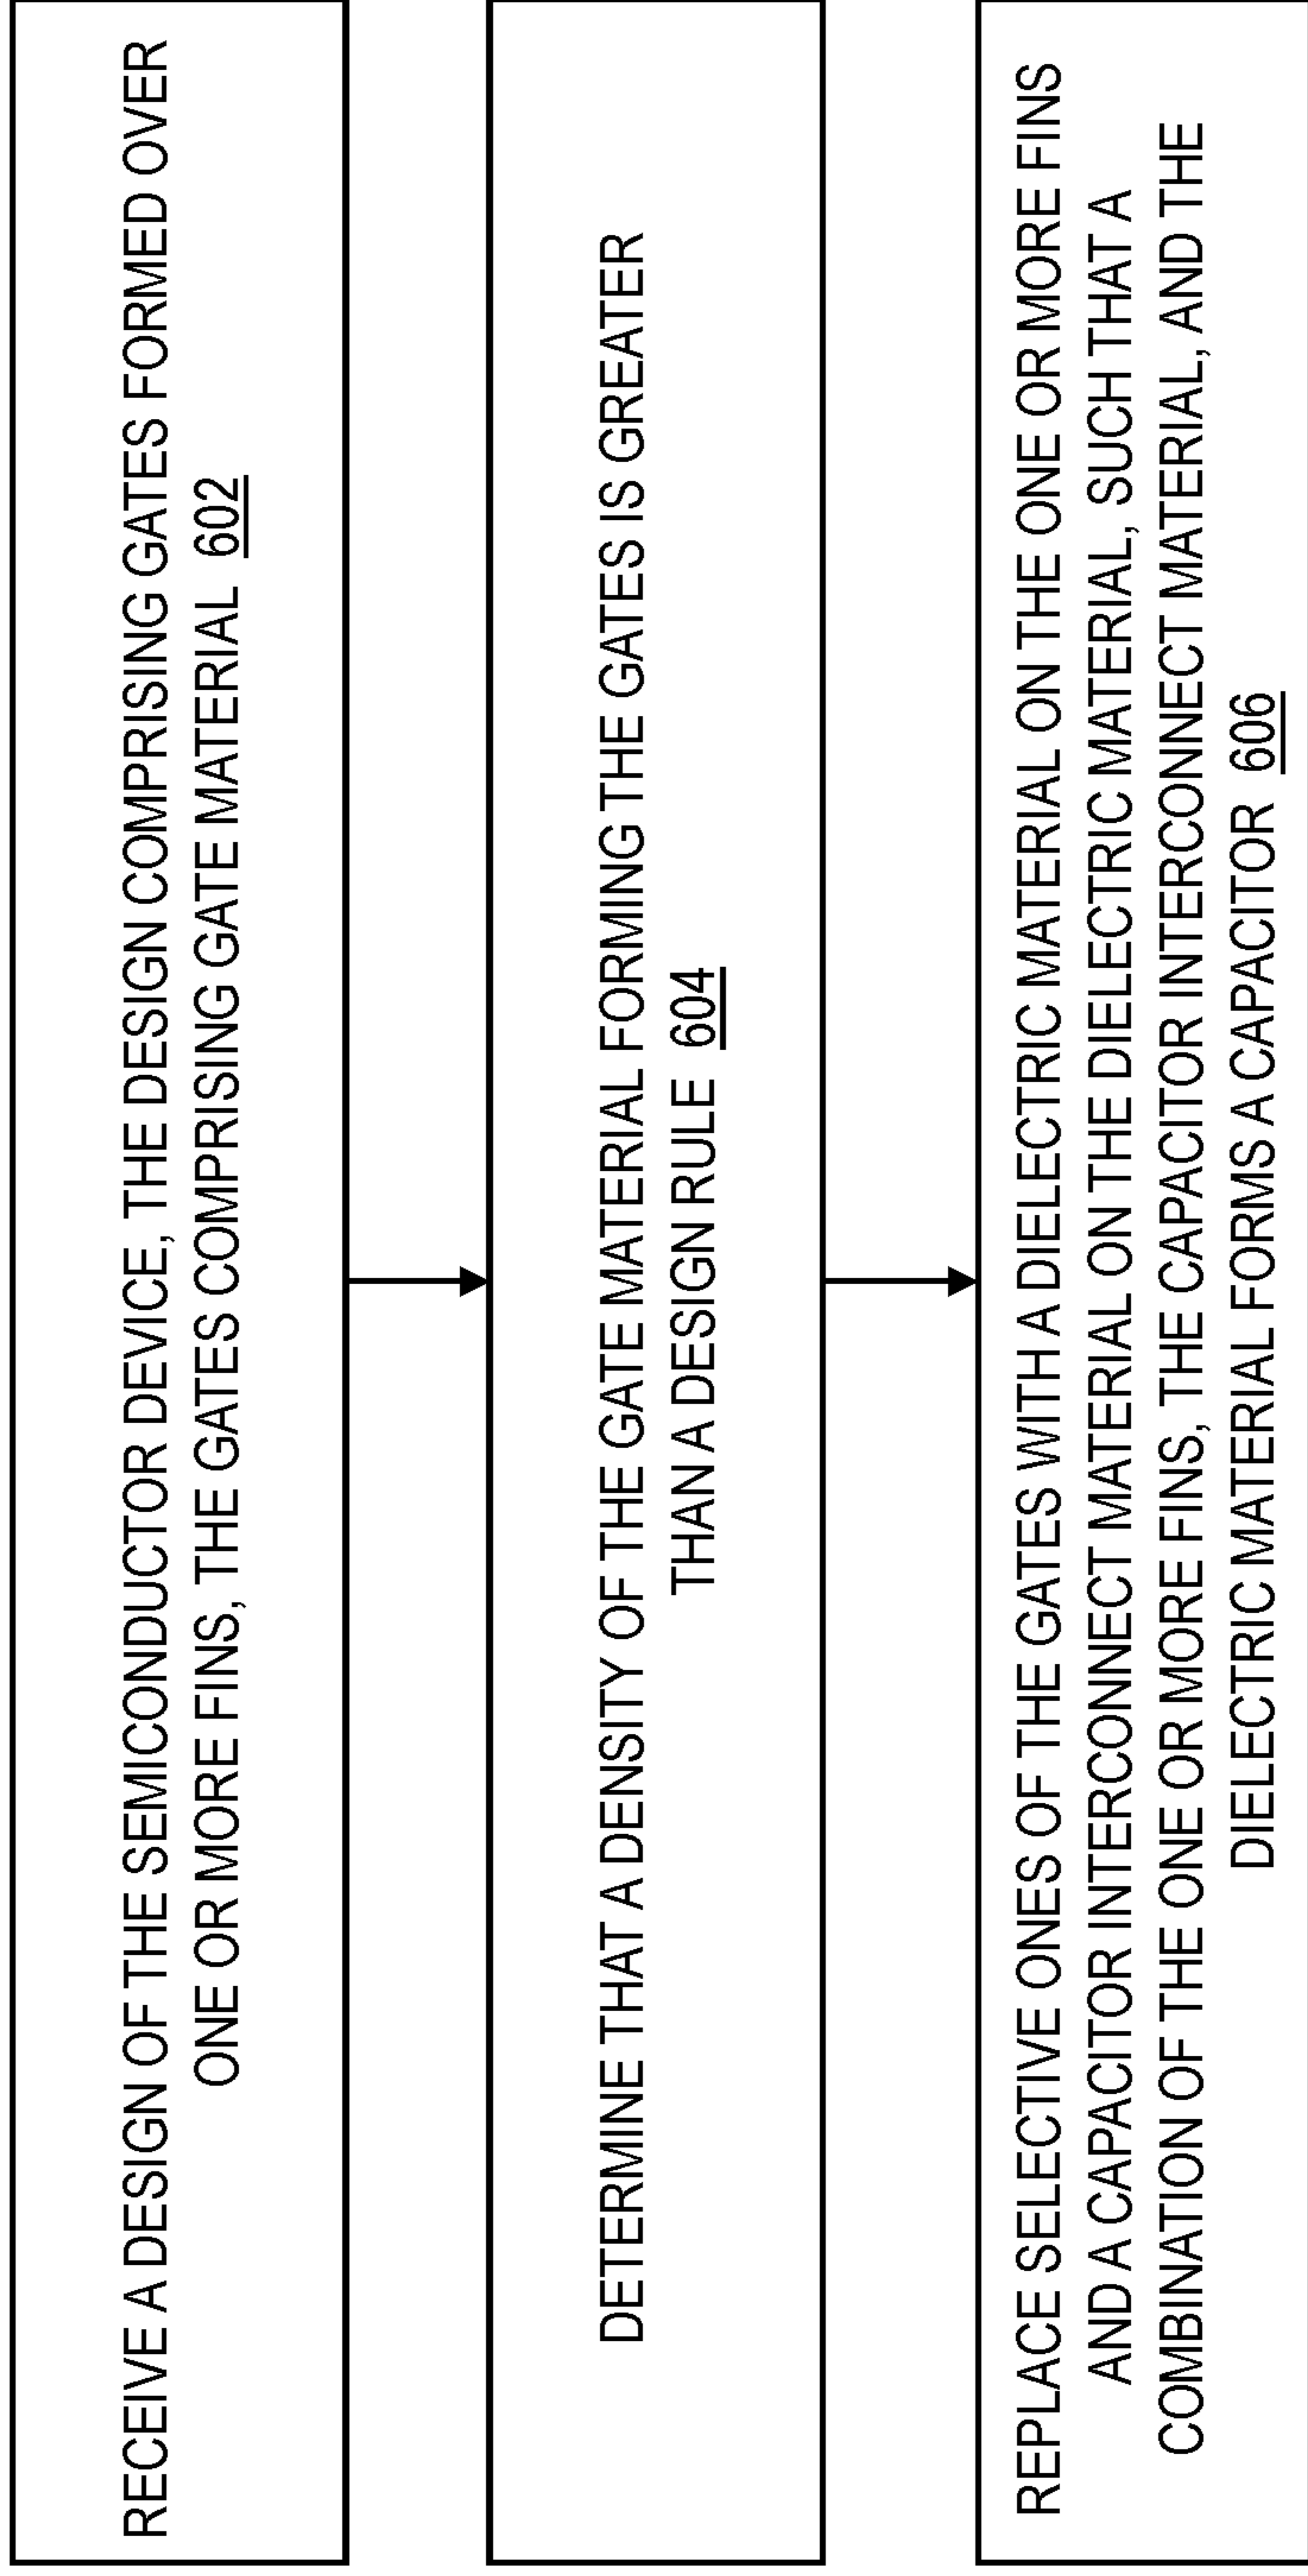 RECEIVE A DESIGN OF THE SEMICONDUCTOR DEVICE, THE DESIGN COMPRISING GATES FORMED OVER
ONE OR MORE FINS, THE GATES COMPRISING GATE MATERIAL 602
DETERMINE THAT A DENSITY OF THE GATE MATERIAL FORMING THE GATES IS GREATER
THAN A DESIGN RULE 604
REPLACE SELECTIVE ONES OF THE GATES WITH A DIELECTRIC MATERIAL ON THE ONE OR MORE FINS
AND A CAPACITOR INTERCONNECT MATERIAL ON THE DIELECTRIC MATERIAL, SUCH THAT A
COMBINATION OF THE ONE OR MORE FINS, THE CAPACITOR INTERCONNECT MATERIAL, AND THE
DIELECTRIC MATERIAL FORMS A CAPACITOR 606